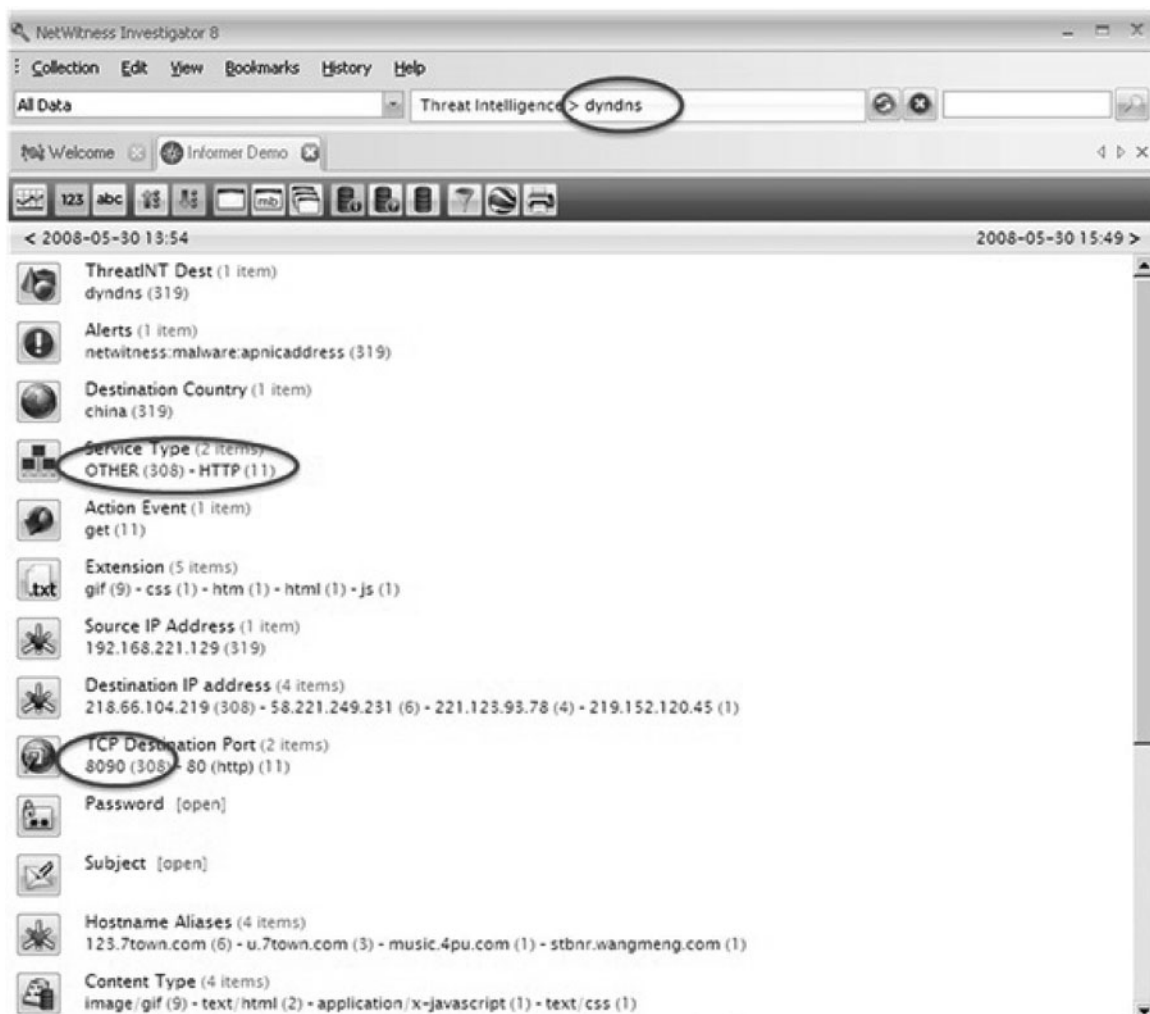 NetWitness Investigator 8
Collection Edit View Bookmarks History Help
All Data
Threat Intelligence > dyndns
Welcome
Informer Demo
123 abc mb
< 2008-05-30 13:54 2008-05-30 15:49 >
ThreatINT Dest (1 item)
dyndns (319)
Alerts (1 item)
netwitness:malware:apnicaddress (319)
Destination Country (1 item)
china (319)
Service Type (2 items)
OTHER (308) - HTTP (11)
Action Event (1 item)
get (11)
.txt
Extension (5 items)
gif (9) - css (1) - htm (1) - html (1) - js (1)
Source IP Address (1 item)
192.168.221.129 (319)
Destination IP address (4 items)
218.66.104.219 (308) - 58.221.249.231 (6) - 221.123.93.78 (4) - 219.152.120.45 (1)
TCP Destination Port (2 items)
8090 (308) - 80 (http) (11)
Password [open]
Subject [open]
Hostname Aliases (4 items)
123.7town.com (6) - u.7town.com (3) - music.4pu.com (1) - stbnr.wangmeng.com (1)
Content Type (4 items)
image/gif (9) - text/html (2) - application/x-javascript (1) - text/css (1)